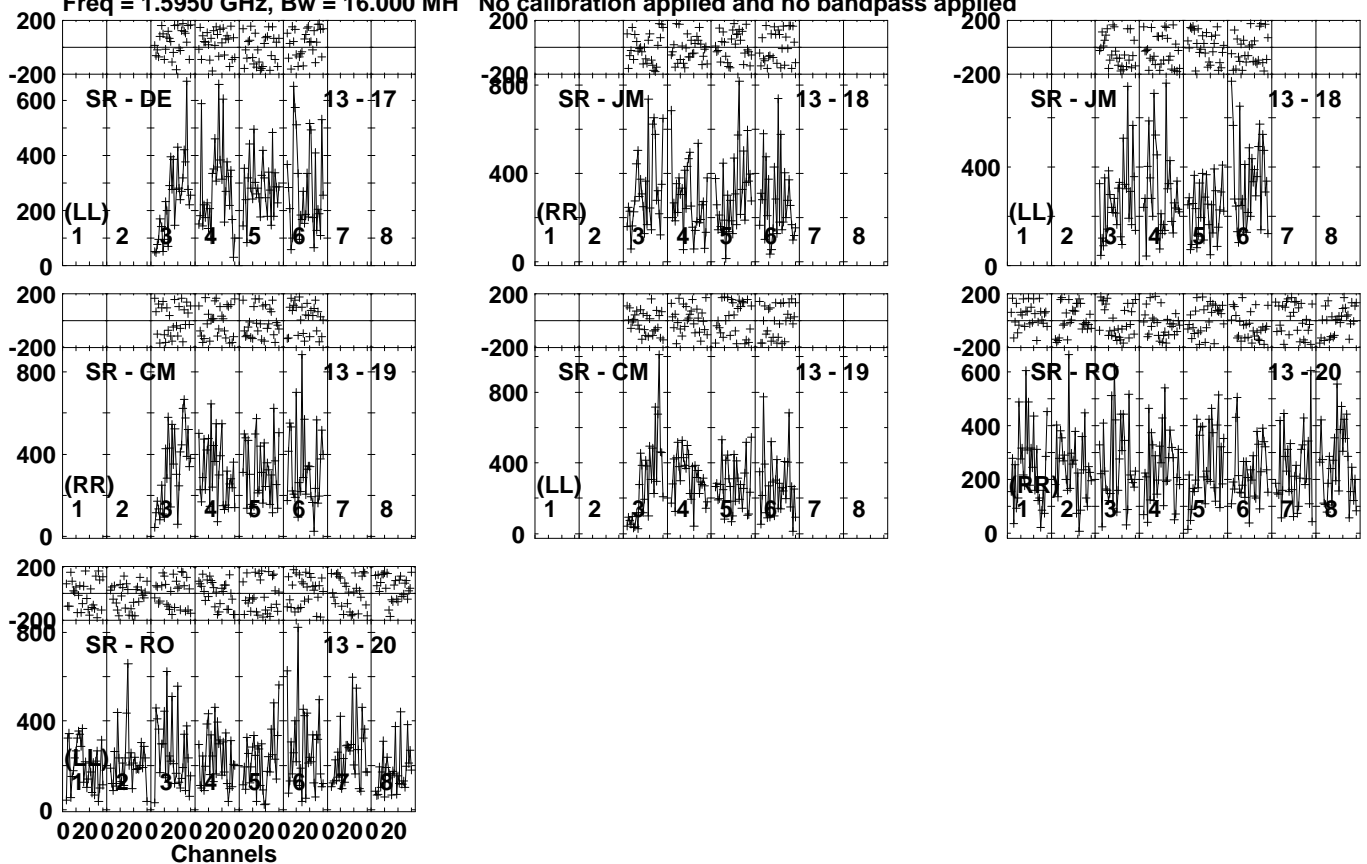 Freq = 1.5950 GHz, Bw = 16.000 MH No calibration applied and no bandpass applied
200
-200
600
400
200
0
SR - DE 13 - 17
(LL)
1 2 3 4 5 6 7 8
200
-200
800
400
0
SR - JM 13 - 18
(RR)
1 2 3 4 5 6 7 8
200
-200
400
0
SR - JM 13 - 18
(LL)
1 2 3 4 5 6 7 8
200
-200
800
400
0
SR - CM 13 - 19
(RR)
1 2 3 4 5 6 7 8
200
-200
800
400
0
SR - CM 13 - 19
(LL)
1 2 3 4 5 6 7 8
200
-200
600
400
200
0
SR - RO 13 - 20
(RR)
1 2 3 4 5 6 7 8
200
-200
800
400
0
SR - RO 13 - 20
(LL)
1 2 3 4 5 6 7 8
0 20 0 20 0 20 0 20 0 20 0 20 0 20 0 20
Channels